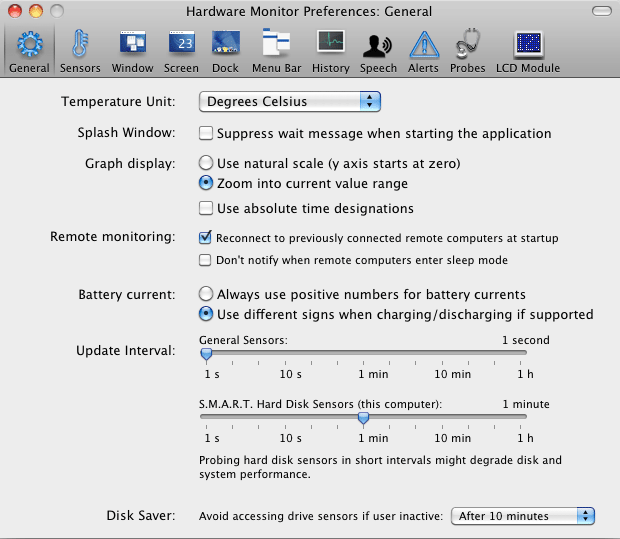 Hardware Monitor Preferences: General
23
General Sensors Window Screen Dock Menu Bar History Speech Alerts Probes LCD Module
Temperature Unit: Degrees Celsius
Splash Window: Suppress wait message when starting the application
Graph display: Use natural scale (y axis starts at zero)
Zoom into current value range
Use absolute time designations
Remote monitoring: Reconnect to previously connected remote computers at startup
Don't notify when remote computers enter sleep mode
Battery current: Always use positive numbers for battery currents
Use different signs when charging/discharging if supported
Update Interval: General Sensors: 1 second
1 s 10 s 1 min 10 min 1 h
S.M.A.R.T. Hard Disk Sensors (this computer): 1 minute
1 s 10 s 1 min 10 min 1 h
Probing hard disk sensors in short intervals might degrade disk and
system performance.
Disk Saver: Avoid accessing drive sensors if user inactive: After 10 minutes